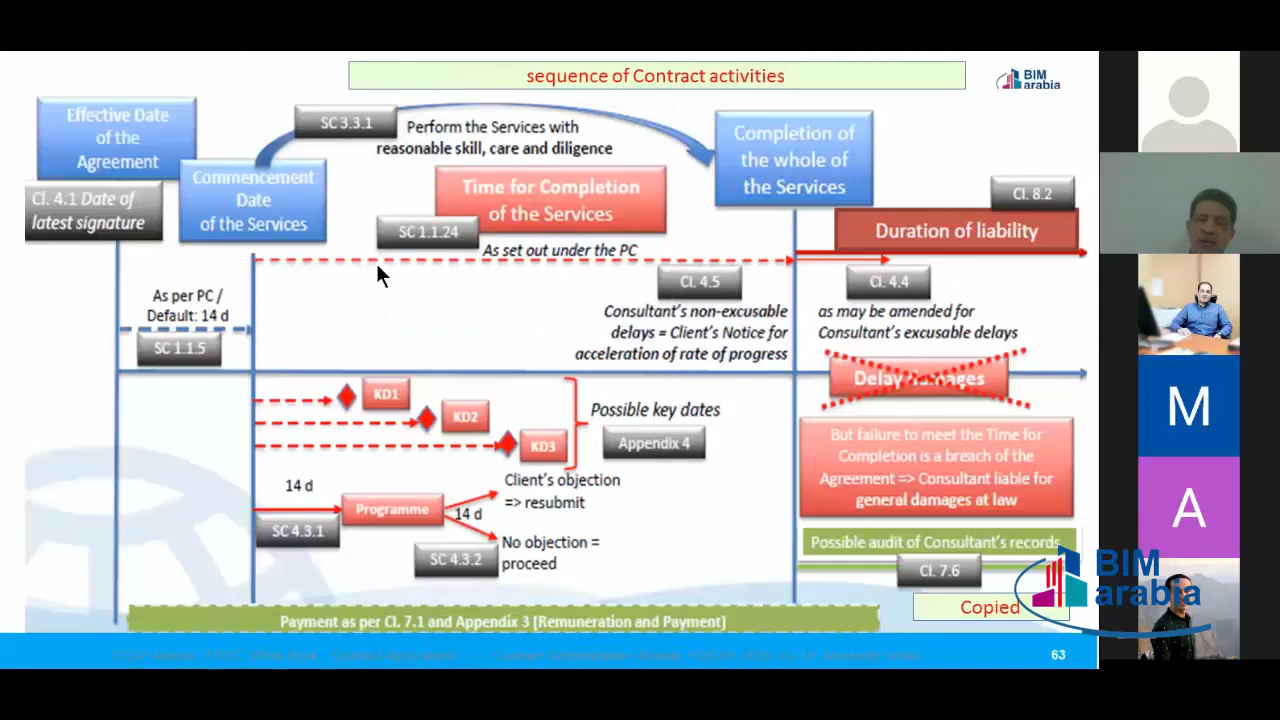 sequence of Contract activities
BIM
arabia
Effective Date
of the
Agreement
Cl. 4.1 Date of
latest signature
Commencement
Date
of the Services
SC 3.3.1
Perform the Services with
reasonable skill, care and diligence
Completion of
the whole of
the Services
Time for Completion
of the Services
SC 1.1.24
As set out under the PC
Cl. 8.2
Duration of liability
Cl. 4.5
Consultant's non-excusable
delays = Client's Notice for
acceleration of rate of progress
Cl. 4.4
as may be amended for
Consultant's excusable delays
As per PC /
Default: 14 d
SC 1.1.5
Delay damages
KD1
KD2
KD3
Possible key dates
Appendix 4
But failure to meet the Time for
Completion is a breach of the
Agreement => Consultant liable for
general damages at law
14 d
Programme
SC 4.3.1
14 d
SC 4.3.2
Client's objection
=> resubmit
No objection =
proceed
Possible audit of Consultant's records
Cl. 7.6
Copied
Payment as per Cl. 7.1 and Appendix 3 [Remuneration and Payment]
63
M
A
BIM
arabia